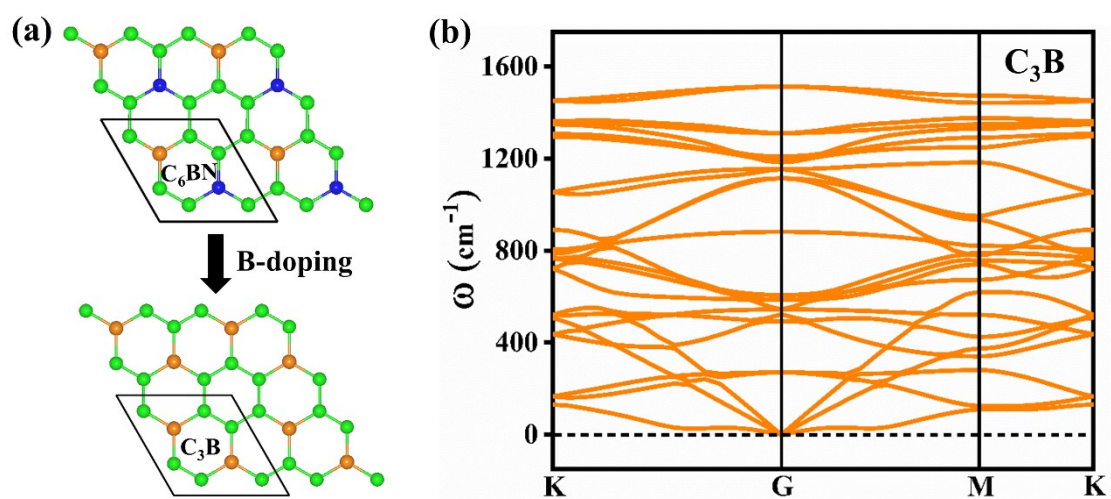 (a)
C₆BN
B-doping
C₃B
(b)
C₃B
ω (cm⁻¹)
1600
1200
800
400
0
K
G
M
K